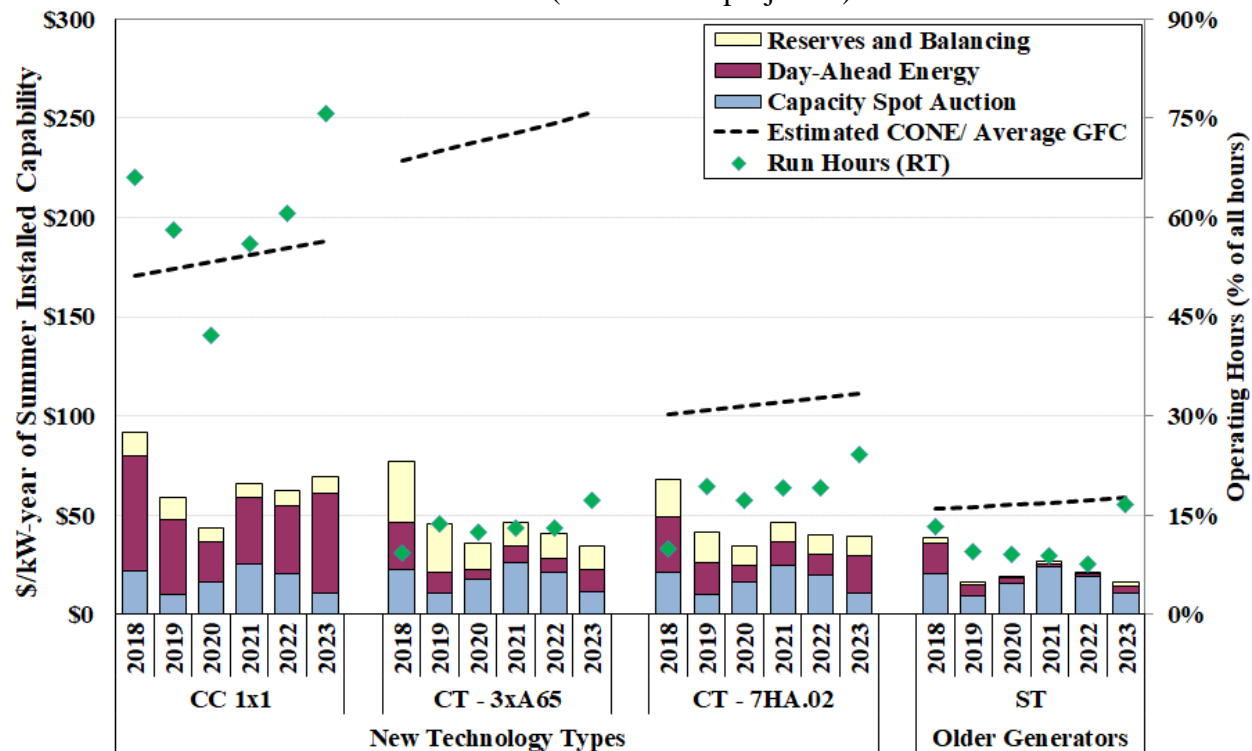 $300
$250
$200
$150
$100
$50
$0
$/kW-year of Summer Installed Capability
90%
75%
60%
45%
30%
15%
0%
Operating Hours (% of all hours)
Reserves and Balancing
Day-Ahead Energy
Capacity Spot Auction
Estimated CONE/ Average GFC
Run Hours (RT)
2018 2019 2020 2021 2022 2023 2018 2019 2020 2021 2022 2023 2018 2019 2020 2021 2022 2023 2018 2019 2020 2021 2022 2023
CC 1x1 CT - 3xA65 CT - 7HA.02 ST
New Technology Types Older Generators